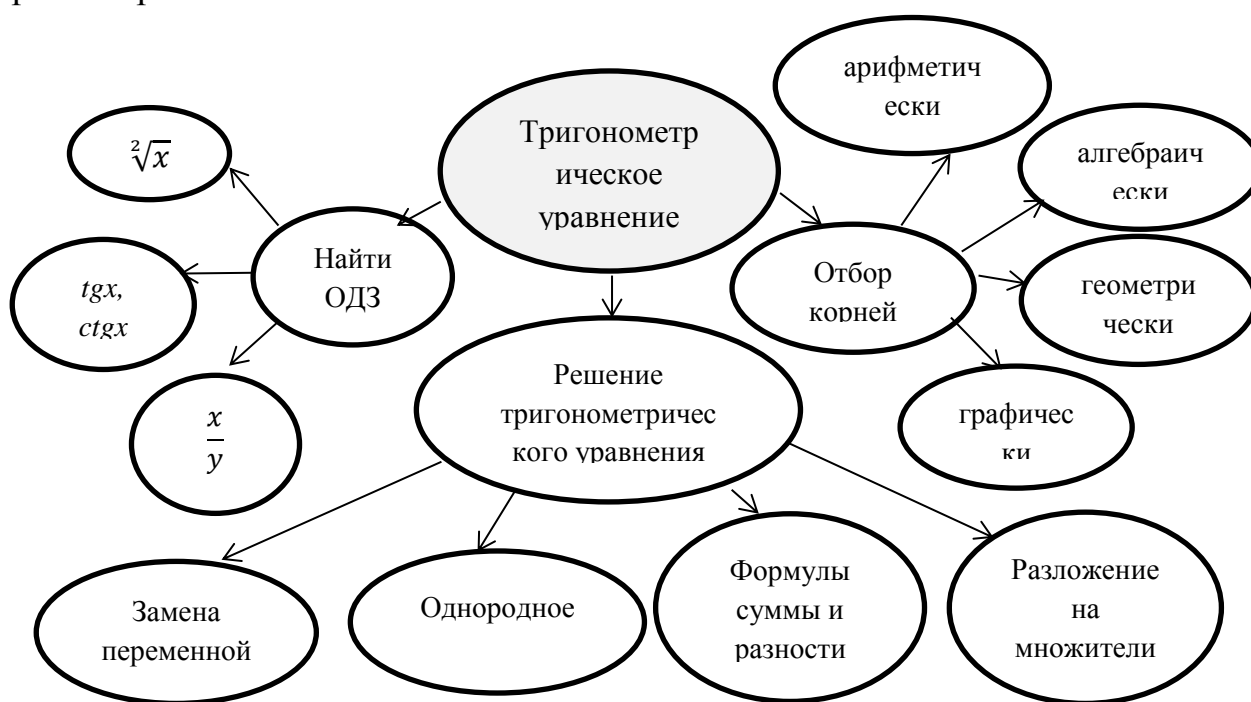 арифметич
ески
Тригонометр
ическое
уравнение
²√x
алгебраич
ески
Найти
ОДЗ
Отбор
корней
tgx,
ctgx
геометри
чески
Решение
тригонометричес
кого уравнения
x
y
графичес
ки
Замена
переменной
Однородное
Формулы
суммы и
разности
Разложение
на
множители